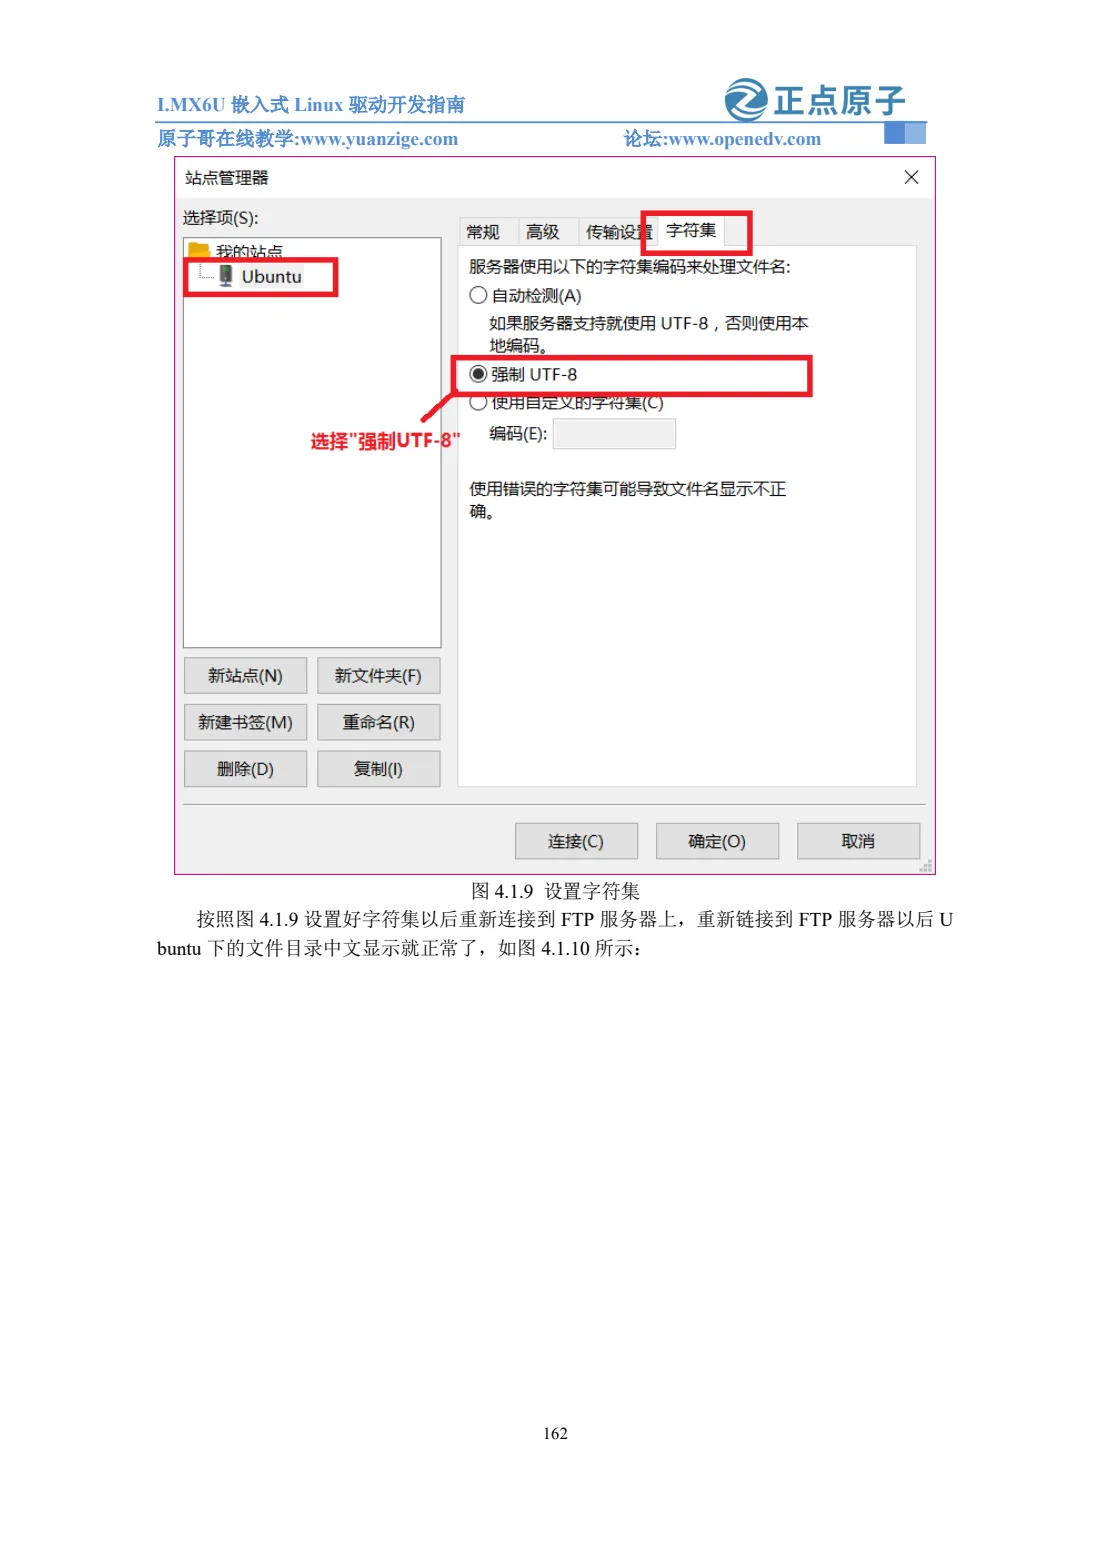 I.MX6U 嵌入式 Linux 驱动开发指南
正点原子
原子哥在线教学:www.yuanzige.com 论坛:www.openedv.com
站点管理器
选择项(S):
常规 高级 传输设置 字符集
我的站点
Ubuntu
服务器使用以下的字符集编码来处理文件名:
自动检测(A)
如果服务器支持就使用 UTF-8，否则使用本
地编码。
强制 UTF-8
使用自定义的字符集(C)
编码(E):
选择"强制UTF-8"
使用错误的字符集可能导致文件名显示不正
确。
新站点(N) 新文件夹(F)
新建书签(M) 重命名(R)
删除(D) 复制(I)
连接(C) 确定(O) 取消
图 4.1.9 设置字符集
按照图 4.1.9 设置好字符集以后重新连接到 FTP 服务器上，重新链接到 FTP 服务器以后 U
buntu 下的文件目录中文显示就正常了，如图 4.1.10 所示：
162